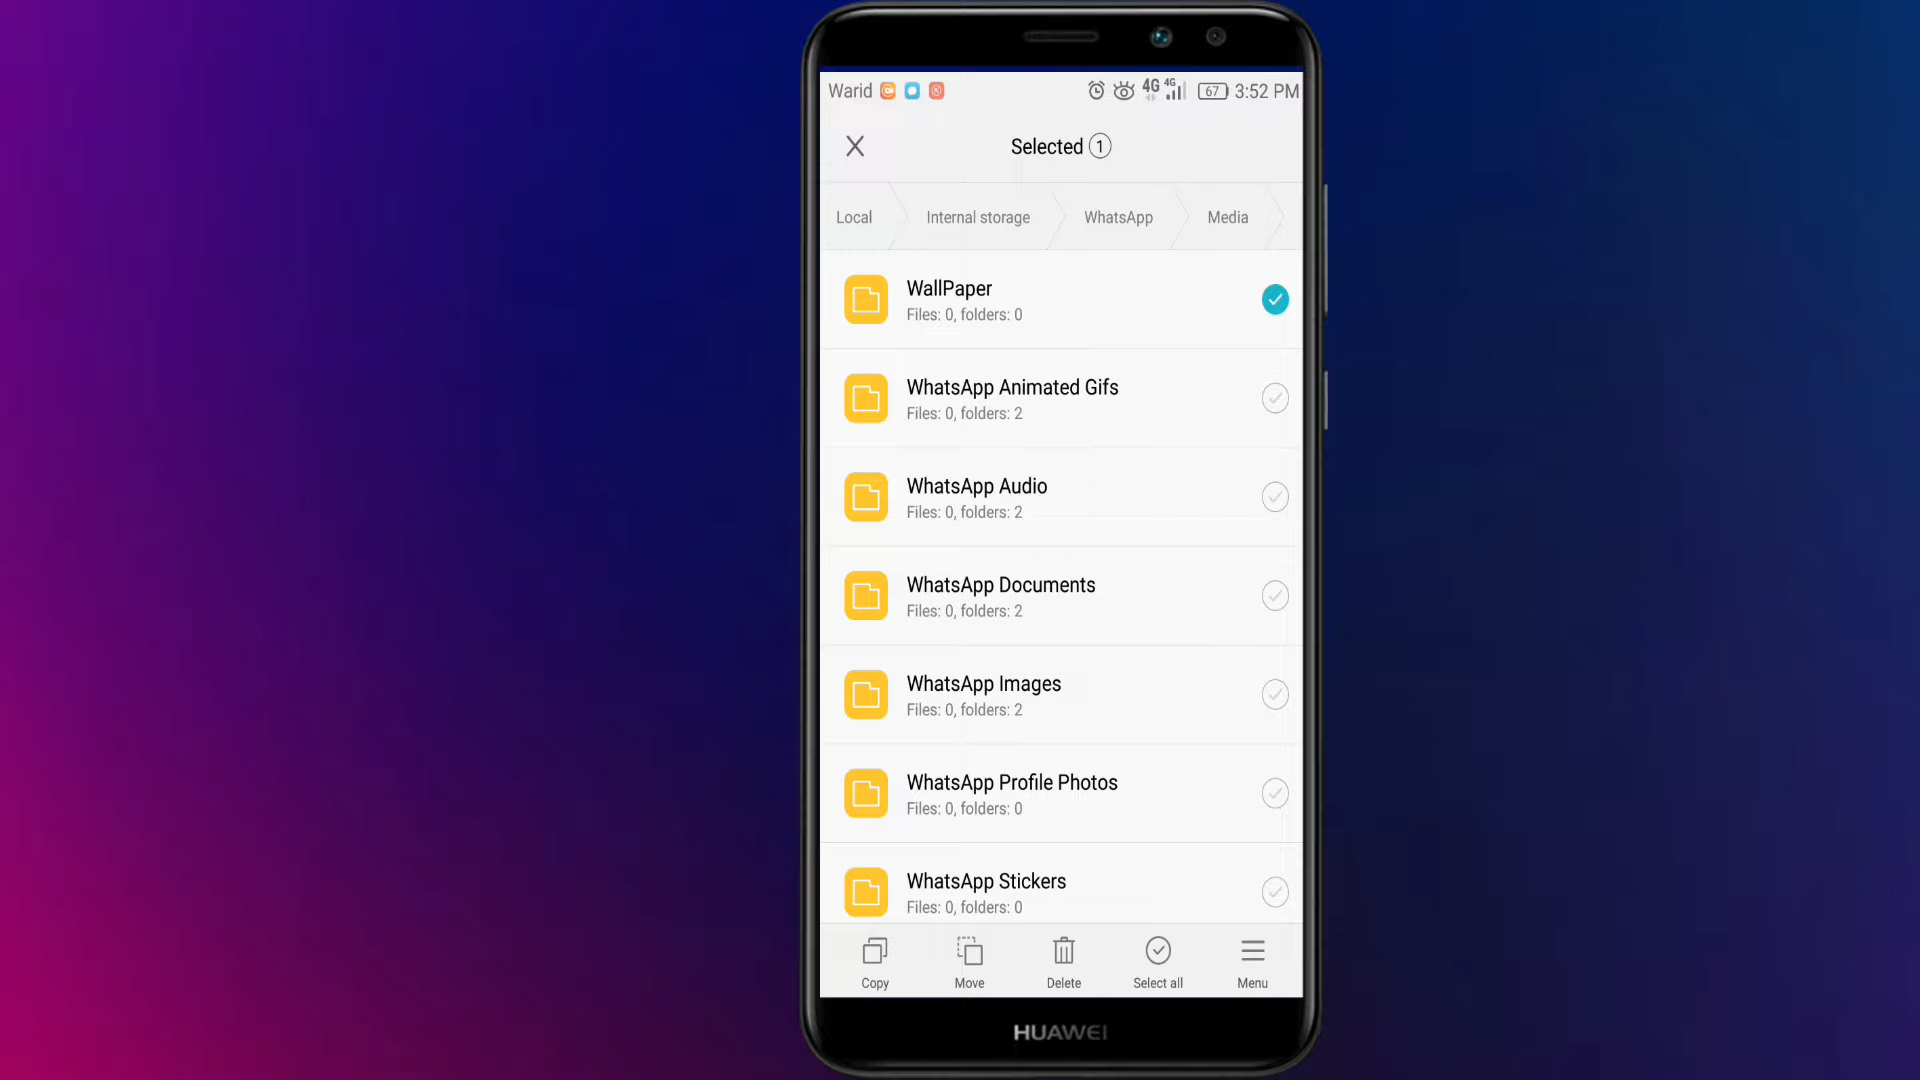 Warid 4G 4G 67 3:52 PM
Selected 1
Local Internal storage WhatsApp Media
WallPaper
Files: 0, folders: 0
WhatsApp Animated Gifs
Files: 0, folders: 2
WhatsApp Audio
Files: 0, folders: 2
WhatsApp Documents
Files: 0, folders: 2
WhatsApp Images
Files: 0, folders: 2
WhatsApp Profile Photos
Files: 0, folders: 0
WhatsApp Stickers
Files: 0, folders: 0
Copy Move Delete Select all Menu
HUAWEI